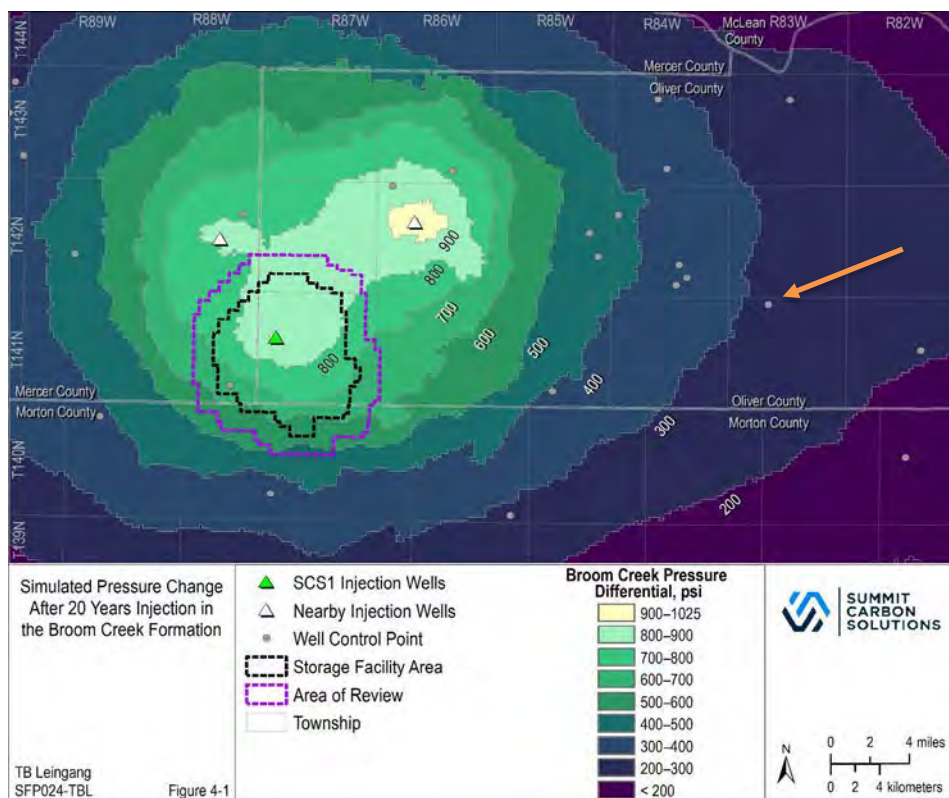 R89W R88W R87W R86W R85W R84W McLean R83W R82W
County
T144N
Mercer County
Oliver County
T143N
T142N
900
800
700
600
500
400
T141N
800
Mercer County
Morton County
Oliver County
Morton County
300
T140N
200
T139N
Simulated Pressure Change
After 20 Years Injection in
the Broom Creek Formation
TB Leingang
SFP024-TBL Figure 4-1
SCS1 Injection Wells
Nearby Injection Wells
Well Control Point
Storage Facility Area
Area of Review
Township
Broom Creek Pressure
Differential, psi
900–1025
800–900
700–800
600–700
500–600
400–500
300–400
200–300
< 200
SUMMIT
CARBON
SOLUTIONS
N
0 2 4 miles
0 2 4 kilometers